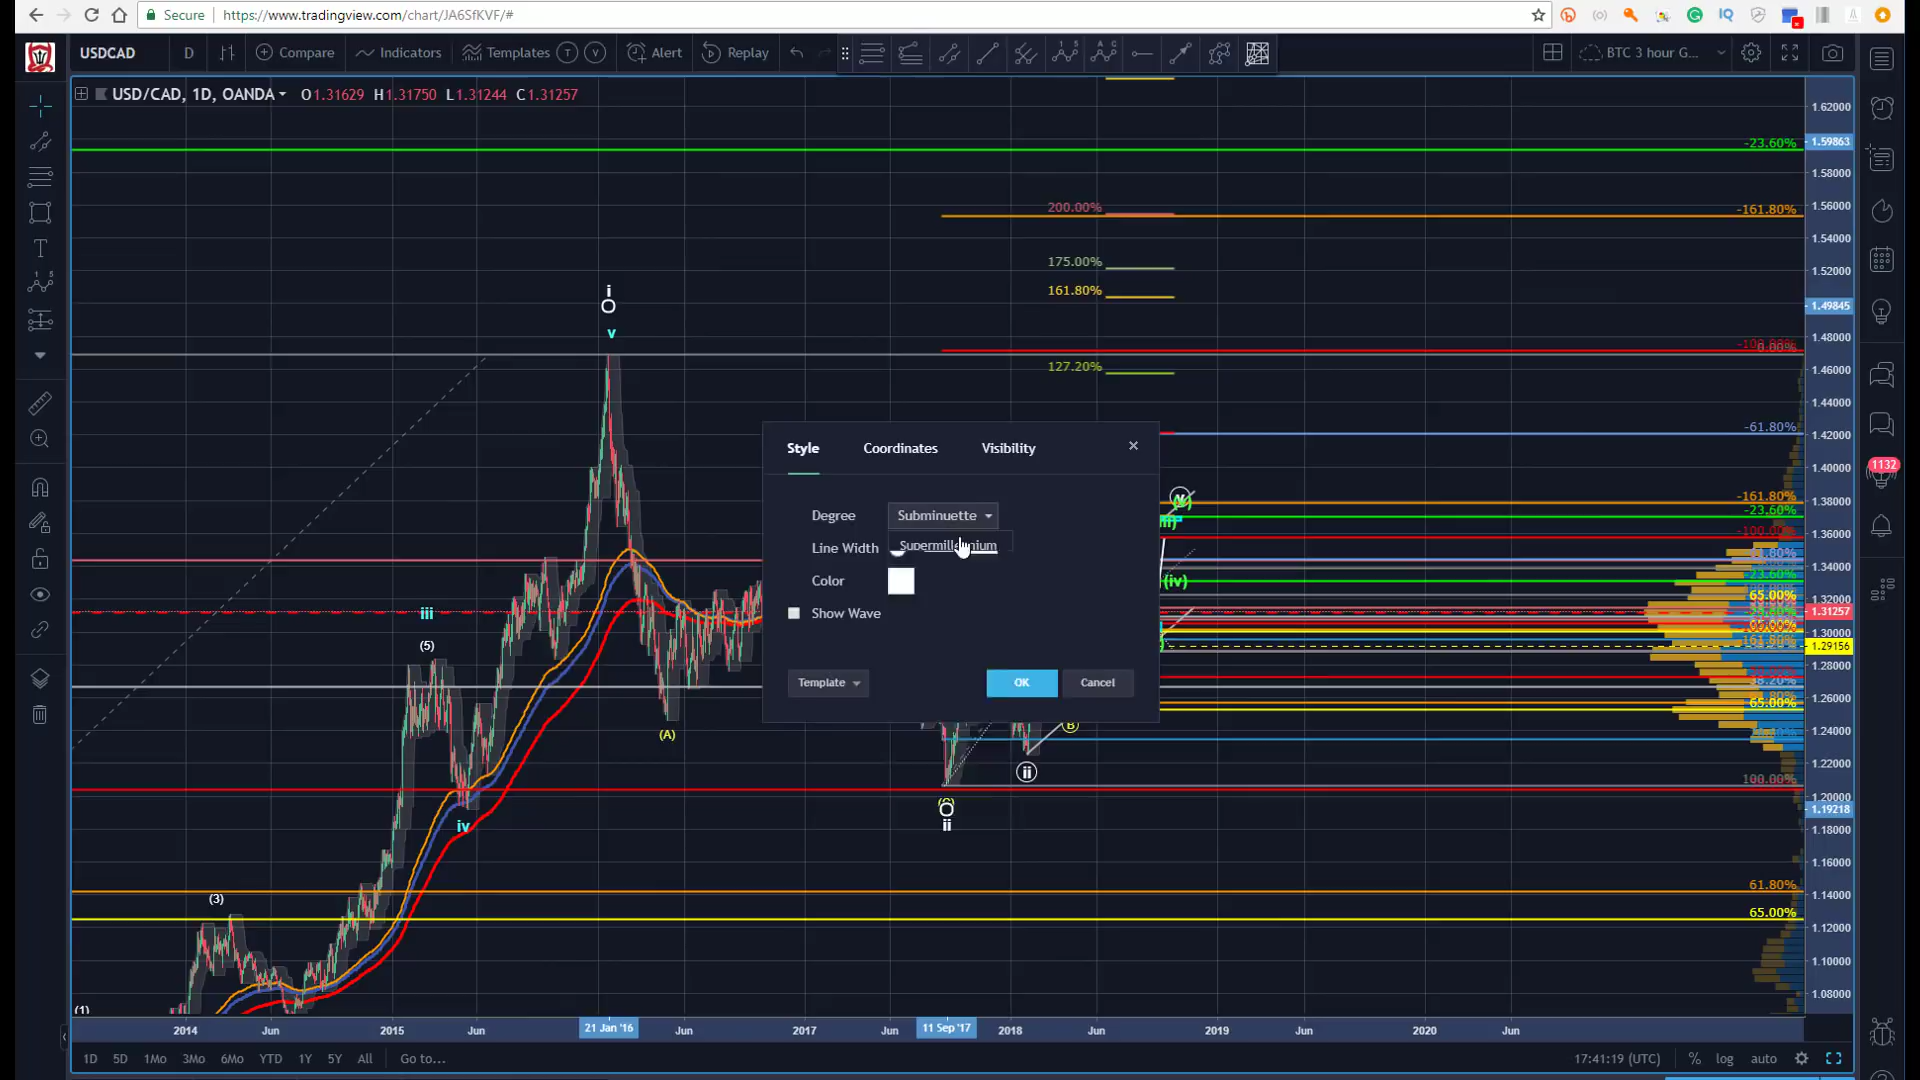 Secure https://www.tradingview.com/chart/JA6SfKVF/#
USDCAD D Compare Indicators Templates T Y Alert Replay BTC 3 hour G...
USD/CAD, 1D, OANDA O1.31629 H1.31750 L1.31244 C1.31257
1.62000
-23.60% 1.59863
1.58000
200.00% -161.80% 1.56000
1.54000
175.00%
1.52000
161.80%
i
1.49845
v
1.48000
0.00%
127.20% 1.46000
1.44000
-61.80%
1.42000
Style Coordinates Visibility
1.40000
1132
-161.80%
1.38000
Degree Subminuette
-23.60%
1.36000
Line Width Supermillennium
Color
(iv)
1.34000
-23.60%
65.00%
Show Wave
iii
1.31257
(5)
1.30000
1.29156
1.28000
Template OK Cancel
38.20%
1.26000
65.00%
(A)
(B)
1.24000
ii
1.22000
100.00%
1.20000
iv
ii
1.19218
1.18000
1.16000
61.80%
(3)
1.14000
65.00%
1.12000
1.10000
1.08000
(1)
2014 Jun 2015 Jun 21 Jan '16 Jun 2017 Jun 11 Sep '17 2018 Jun 2019 Jun 2020 Jun
1D 5D 1Mo 3Mo 6Mo YTD 1Y 5Y All Go to... 17:41:19 (UTC) % log auto